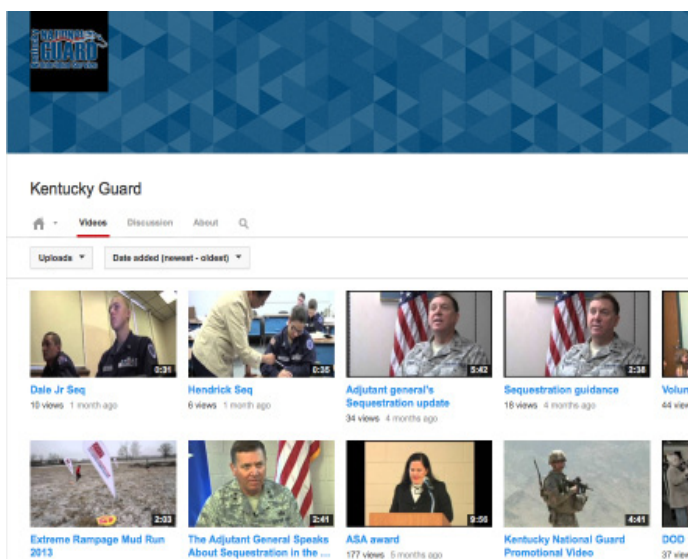 NATIONAL
GUARD
Kentucky Guard
Videos Discussion About
Uploads
Date added (newest - oldest)
0:31
0:35
5:42
2:38
Dale Jr Seq
Hendrick Seq
Adjutant general's
Sequestration update
Sequestration guidance
10 views 1 month ago
6 views 1 month ago
34 views 4 months ago
18 views 4 months ago
2:03
2:41
9:56
4:41
Extreme Rampage Mud Run
2013
The Adjutant General Speaks
About Sequestration in the ...
ASA award
177 views 5 months ago
Kentucky National Guard
Promotional Video
DOD